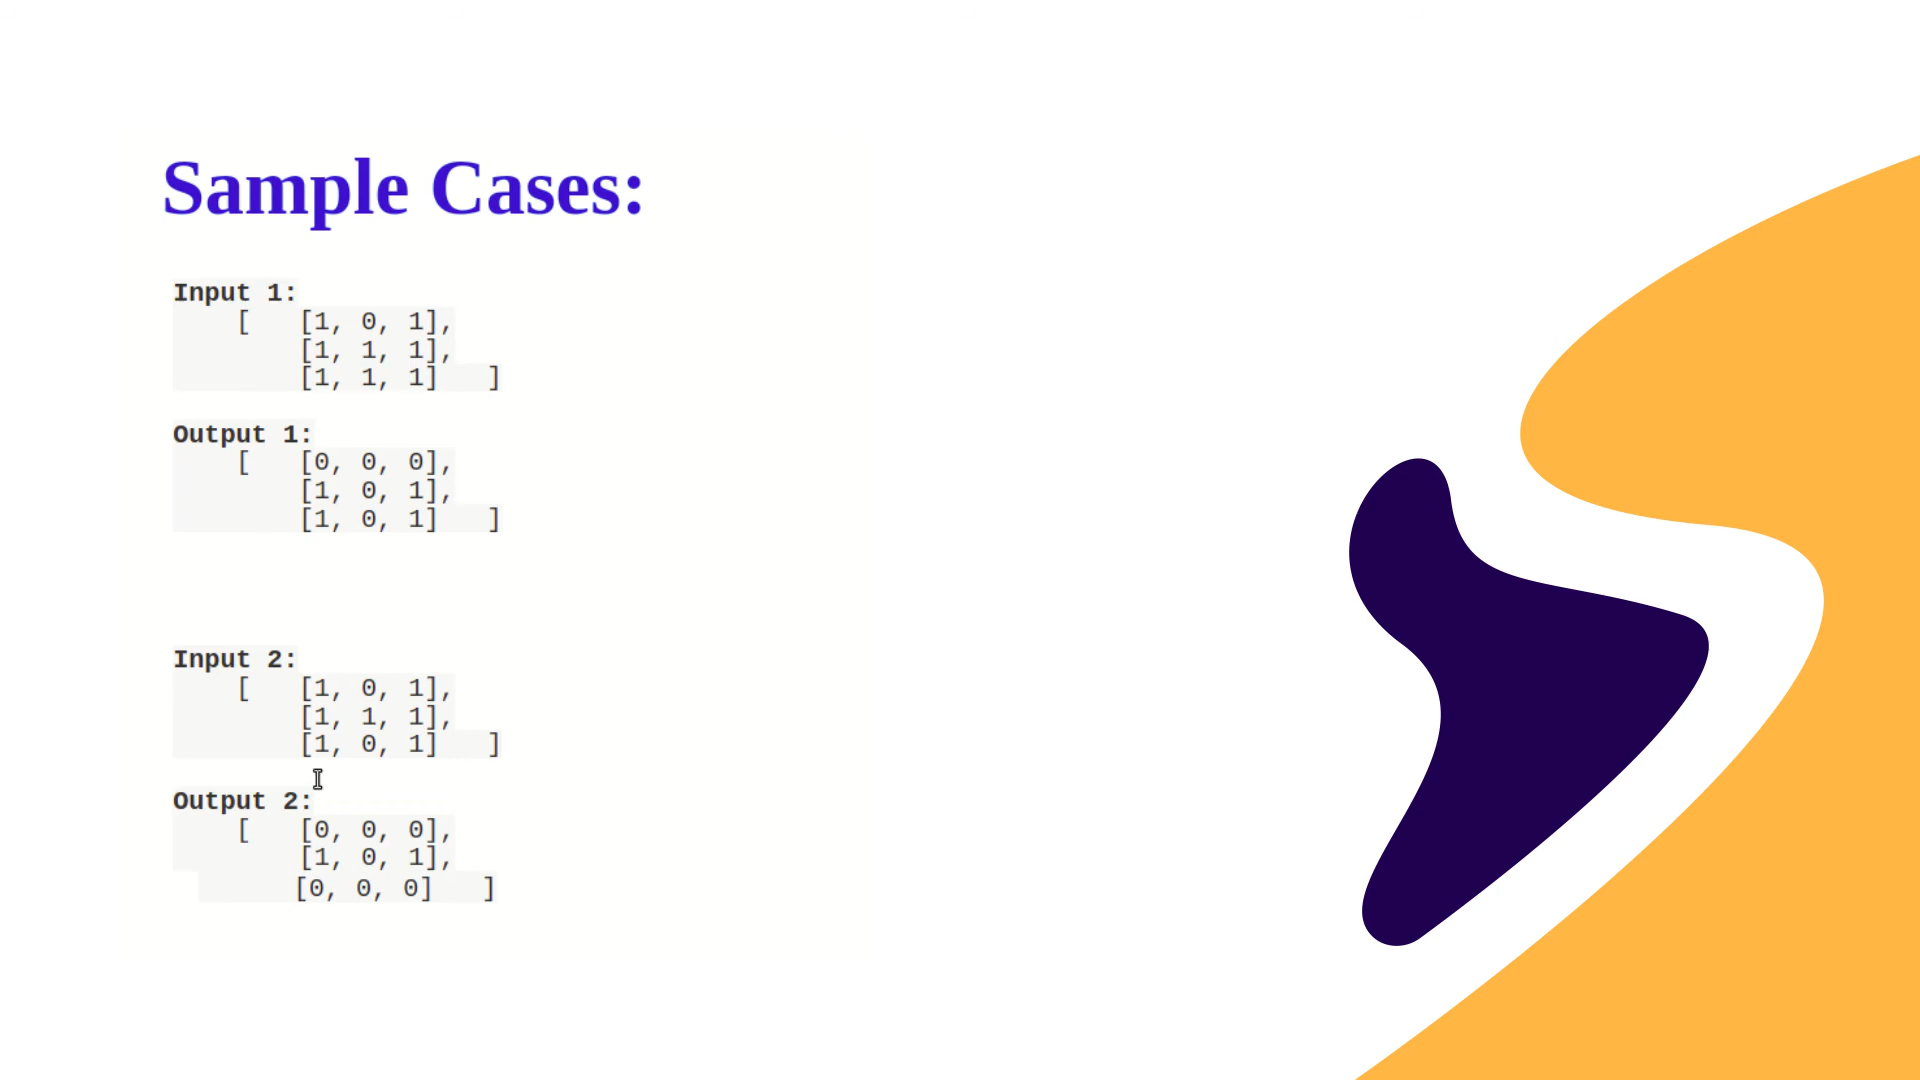 Sample Cases:
Input 1:
[ [1, 0, 1],
[1, 1, 1],
[1, 1, 1] ]
Output 1:
[ [0, 0, 0],
[1, 0, 1],
[1, 0, 1] ]
Input 2:
[ [1, 0, 1],
[1, 1, 1],
[1, 0, 1] ]
Output 2:
[ [0, 0, 0],
[1, 0, 1],
[0, 0, 0] ]